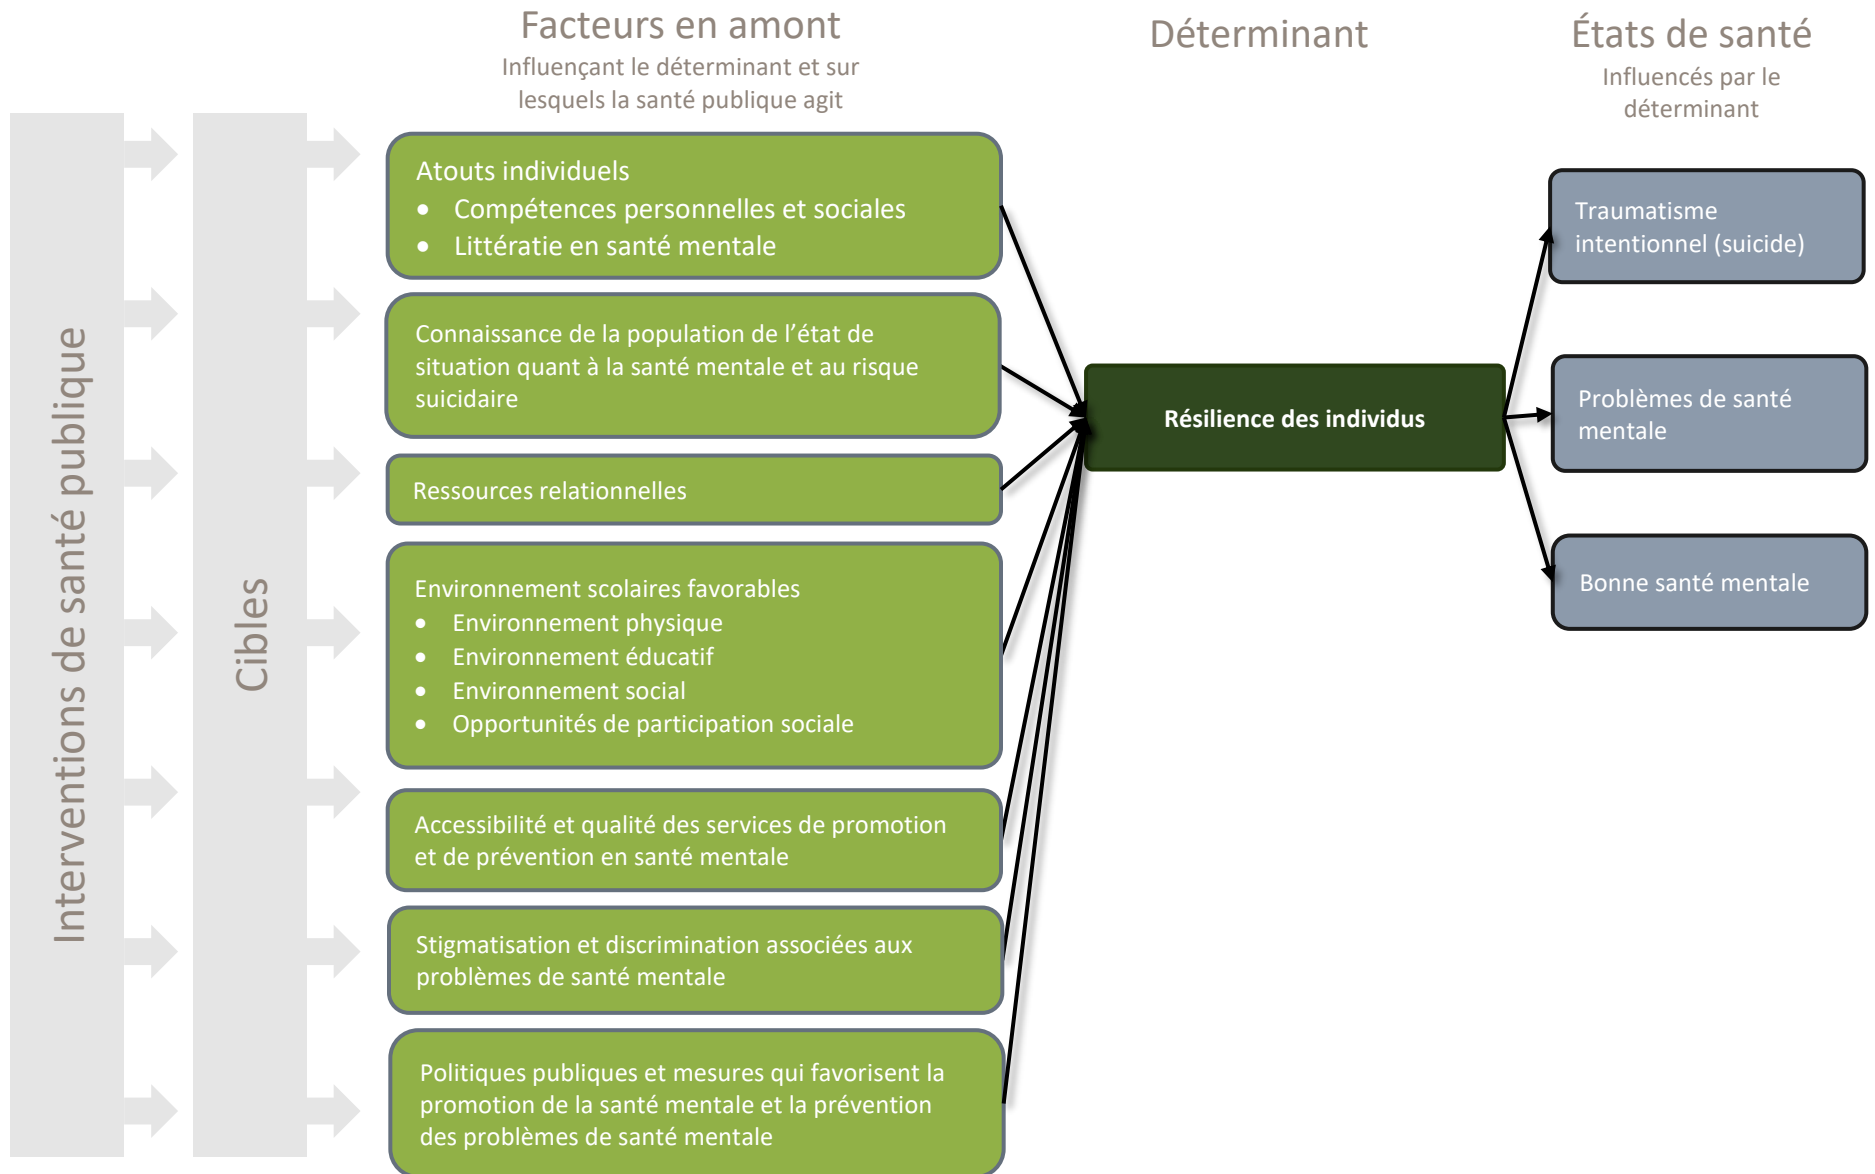 Facteurs en amont
Influençant le déterminant et sur
lesquels la santé publique agit
Déterminant
États de santé
Influencés par le
déterminant
Interventions de santé publique
Cibles
Atouts individuels
• Compétences personnelles et sociales
• Littératie en santé mentale
Connaissance de la population de l’état de
situation quant à la santé mentale et au risque
suicidaire
Ressources relationnelles
Environnement scolaires favorables
• Environnement physique
• Environnement éducatif
• Environnement social
• Opportunités de participation sociale
Accessibilité et qualité des services de promotion
et de prévention en santé mentale
Stigmatisation et discrimination associées aux
problèmes de santé mentale
Politiques publiques et mesures qui favorisent la
promotion de la santé mentale et la prévention
des problèmes de santé mentale
Résilience des individus
Traumatisme
intentionnel (suicide)
Problèmes de santé
mentale
Bonne santé mentale